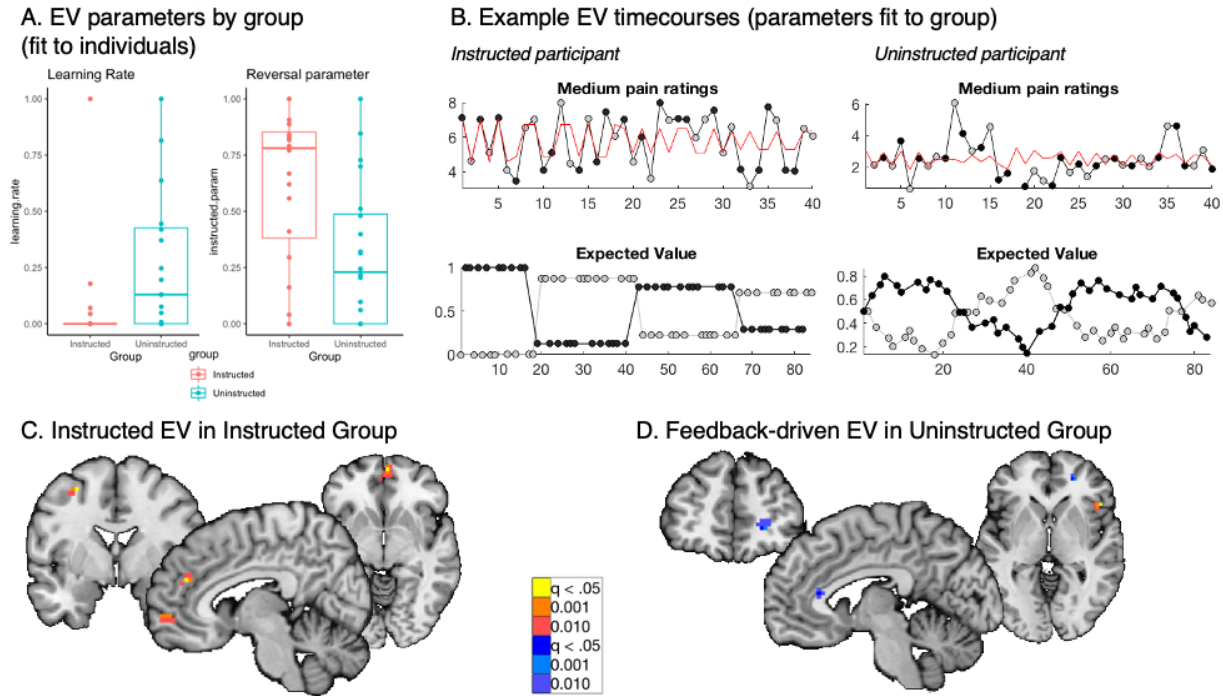 A. EV parameters by group
(fit to individuals)
Learning Rate
Reversal parameter
1.00
0.75
0.50
0.25
0.00
learning.rate
Instructed
Uninstructed
Group
1.00
0.75
0.50
0.25
0.00
instructed.param
Instructed
Uninstructed
Group
group
Instructed
Uninstructed
B. Example EV timecourses (parameters fit to group)
Instructed participant
Uninstructed participant
Medium pain ratings
8
6
4
5 10 15 20 25 30 35 40
Medium pain ratings
6
4
2
5 10 15 20 25 30 35 40
Expected Value
1
0.5
0
10 20 30 40 50 60 70 80
Expected Value
0.8
0.6
0.4
0.2
20 40 60 80
C. Instructed EV in Instructed Group
D. Feedback-driven EV in Uninstructed Group
q < .05
0.001
0.010
q < .05
0.001
0.010